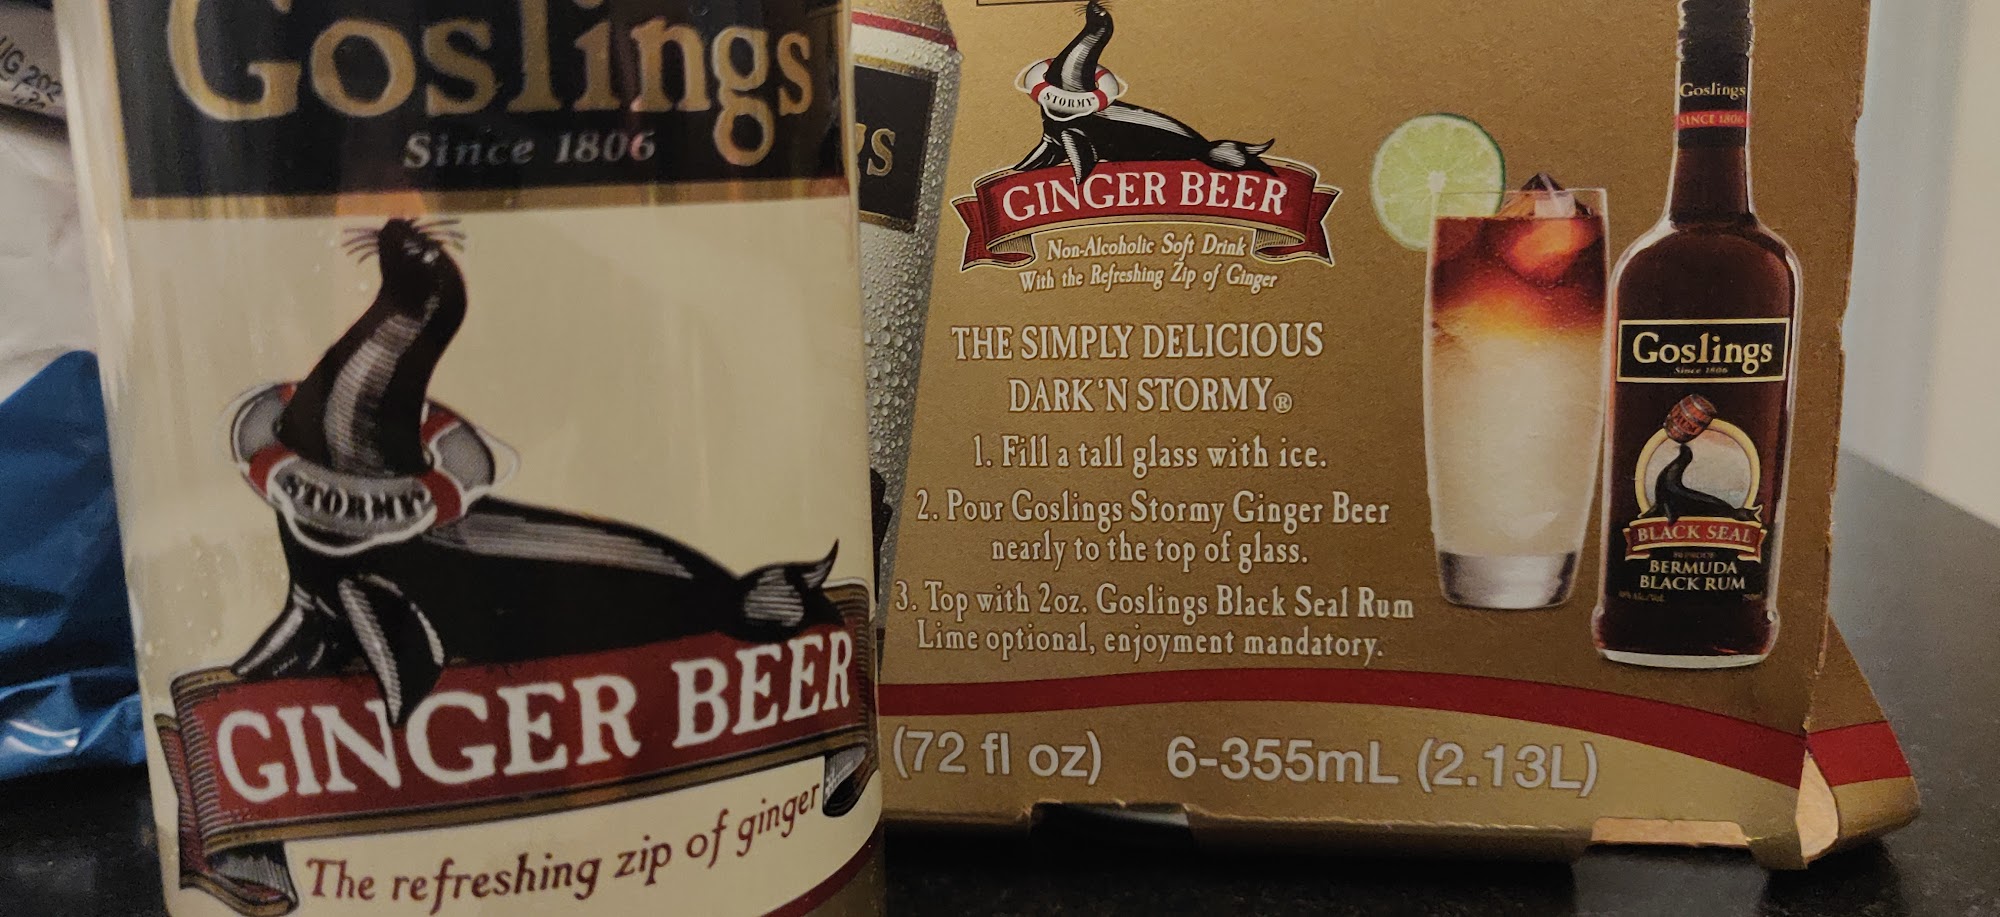 Goslings
Since 1806
STORMY
GINGER BEER
The refreshing zip of ginger
STORMY
GINGER BEER
Non-Alcoholic Soft Drink
With the Refreshing Zip of Ginger
THE SIMPLY DELICIOUS
DARK 'N STORMY®
1. Fill a tall glass with ice.
2. Pour Goslings Stormy Ginger Beer
nearly to the top of glass.
3. Top with 2oz. Goslings Black Seal Rum
Lime optional, enjoyment mandatory.
(72 fl oz) 6-355mL (2.13L)
Goslings
SINCE 1806
Goslings
Since 1806
BLACK SEAL
BERMUDA
BLACK RUM